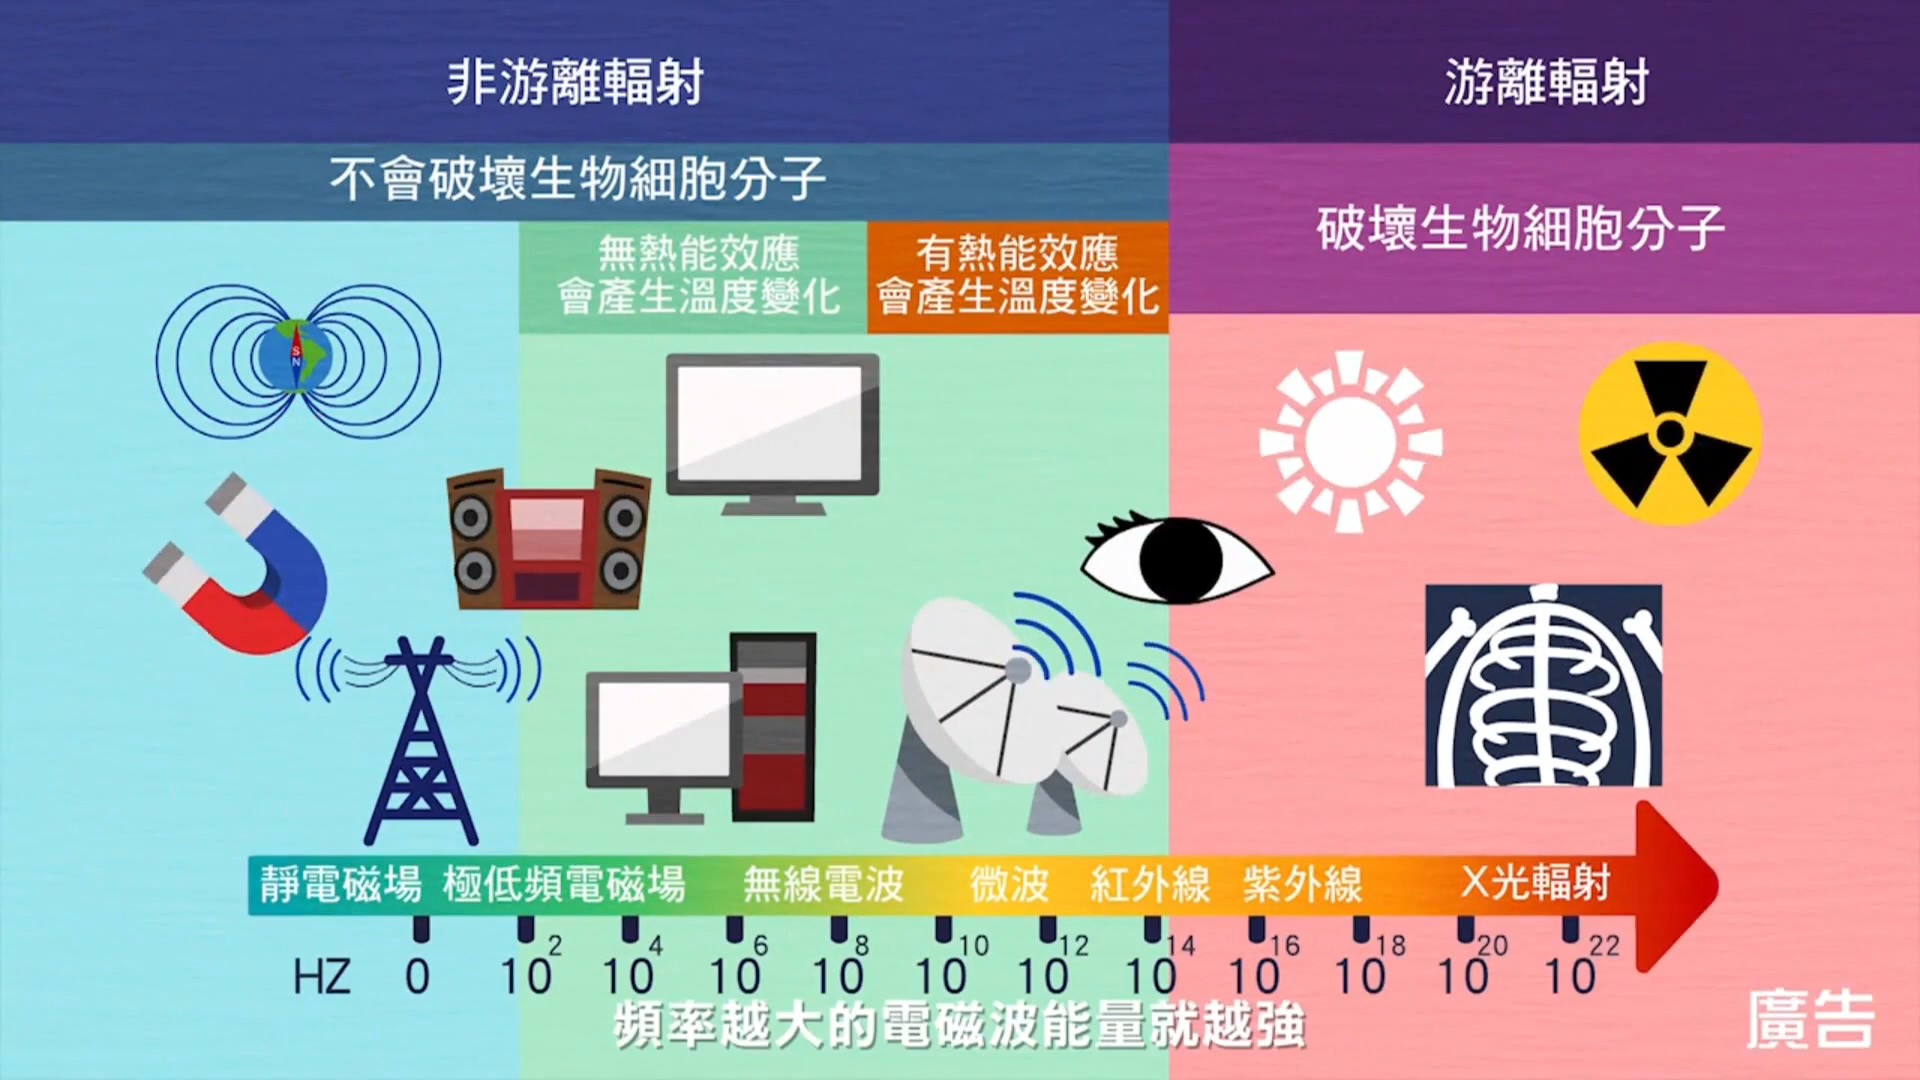 非游離輻射
游離輻射
不會破壞生物細胞分子
破壞生物細胞分子
無熱能效應
會產生溫度變化
有熱能效應
會產生溫度變化
S
N
靜電磁場 極低頻電磁場 無線電波 微波 紅外線 紫外線 X光輻射
HZ 0 10² 10⁴ 10⁶ 10⁸ 10¹⁰ 10¹² 10¹⁴ 10¹⁶ 10¹⁸ 10²⁰ 10²²
頻率越大的電磁波能量就越強
廣告